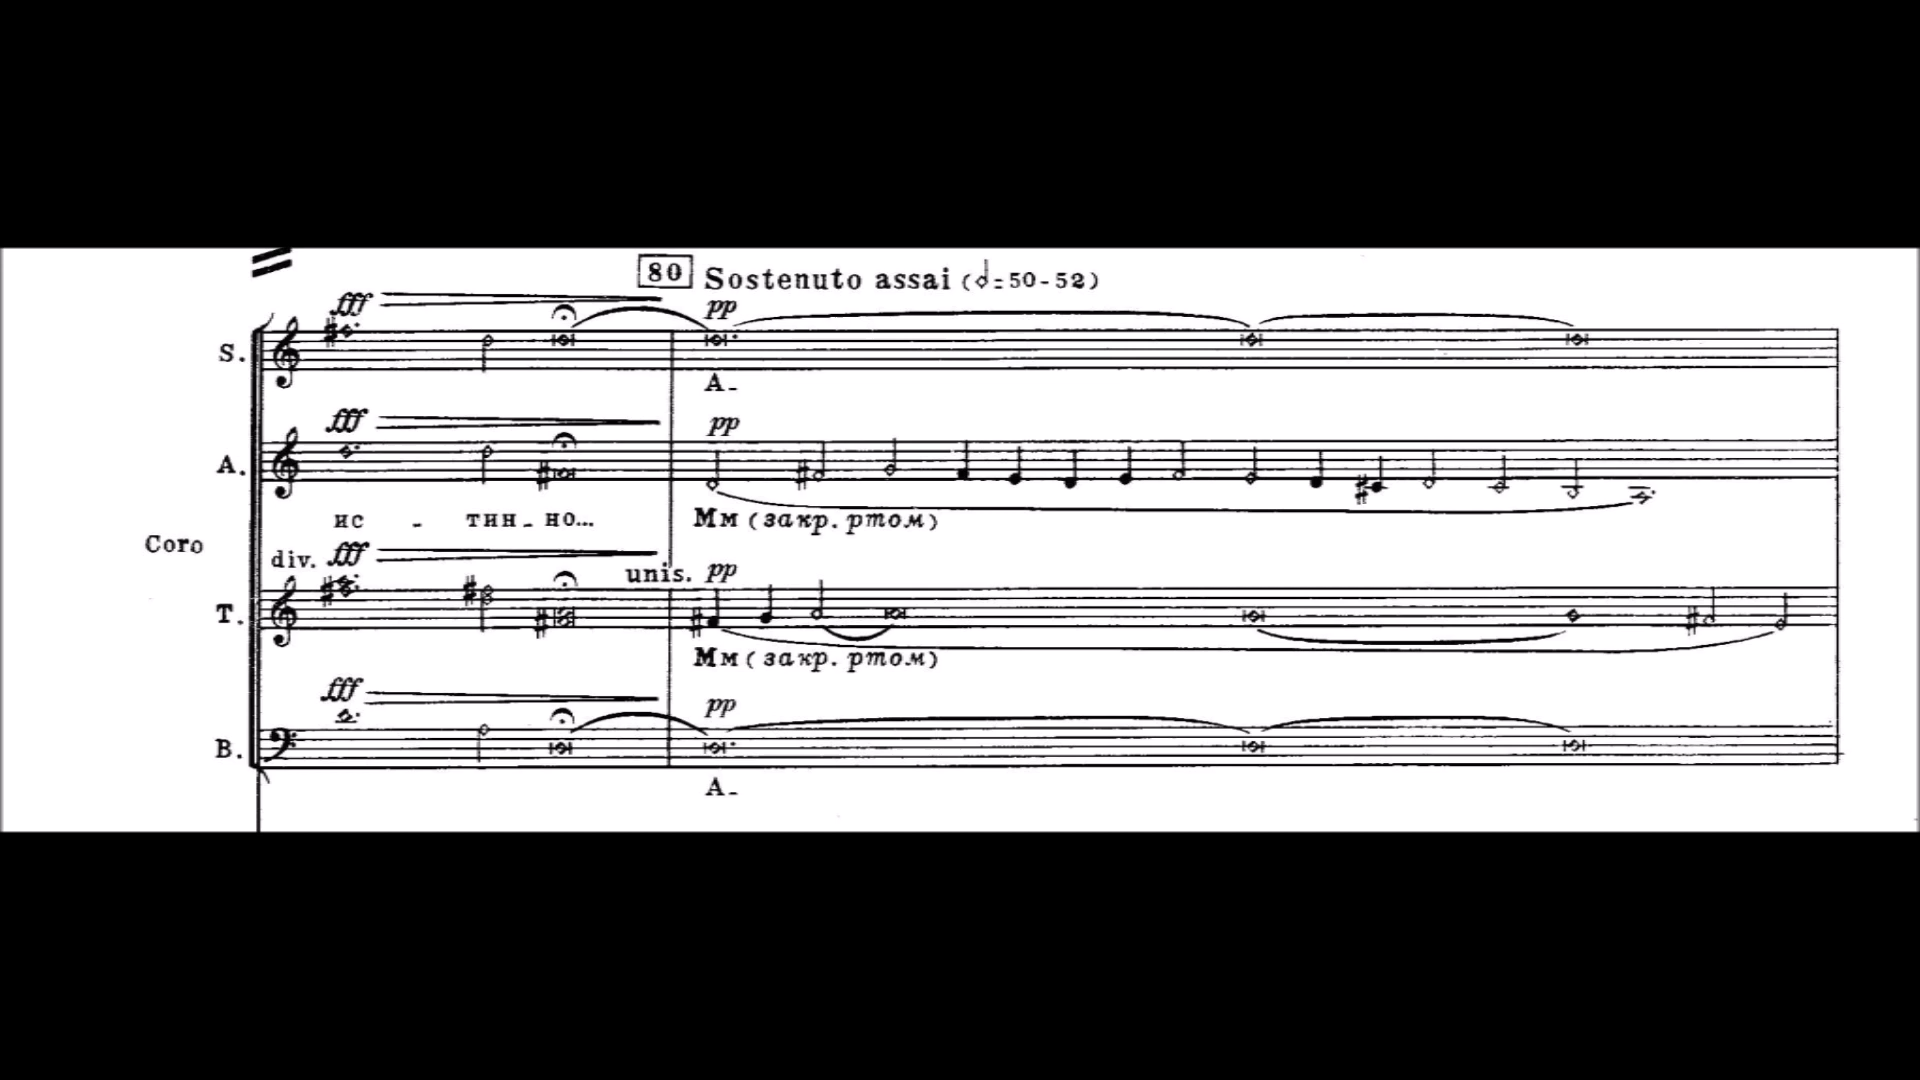 80 Sostenuto assai (𝅗𝅥=50-52)
fff pp
S.
A-
fff pp
A.
ис - тин - но... Мм (закр. ртом)
Coro
div. fff unis. pp
T.
Мм (закр. ртом)
fff pp
B.
A-